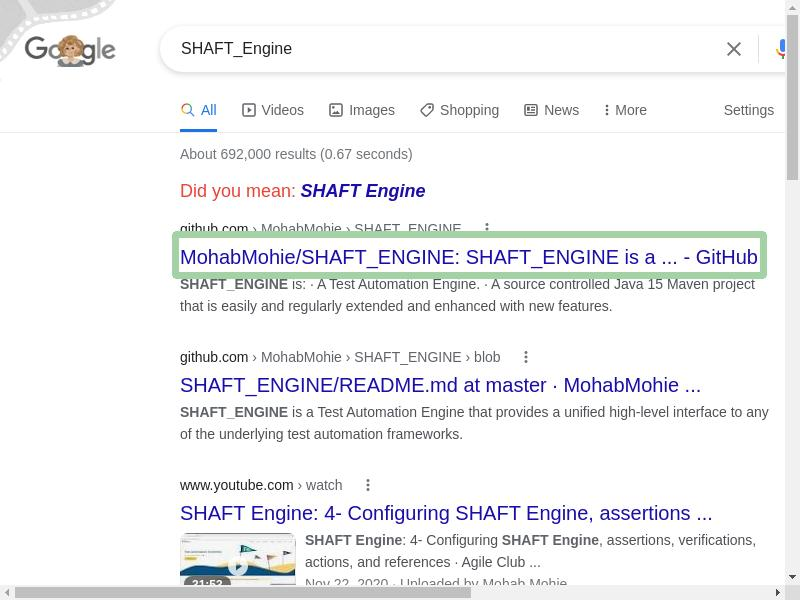 Google
SHAFT_Engine
All Videos Images Shopping News More Settings
About 692,000 results (0.67 seconds)
Did you mean: SHAFT Engine
github.com › MohabMohie › SHAFT_ENGINE
MohabMohie/SHAFT_ENGINE: SHAFT_ENGINE is a ... - GitHub
SHAFT_ENGINE is: · A Test Automation Engine. · A source controlled Java 15 Maven project
that is easily and regularly extended and enhanced with new features.
github.com › MohabMohie › SHAFT_ENGINE › blob
SHAFT_ENGINE/README.md at master · MohabMohie ...
SHAFT_ENGINE is a Test Automation Engine that provides a unified high-level interface to any
of the underlying test automation frameworks.
www.youtube.com › watch
SHAFT Engine: 4- Configuring SHAFT Engine, assertions ...
SHAFT Engine: 4- Configuring SHAFT Engine, assertions, verifications,
actions, and references · Agile Club ...
21:52
Nov 22, 2020 · Uploaded by Mohab Mohie